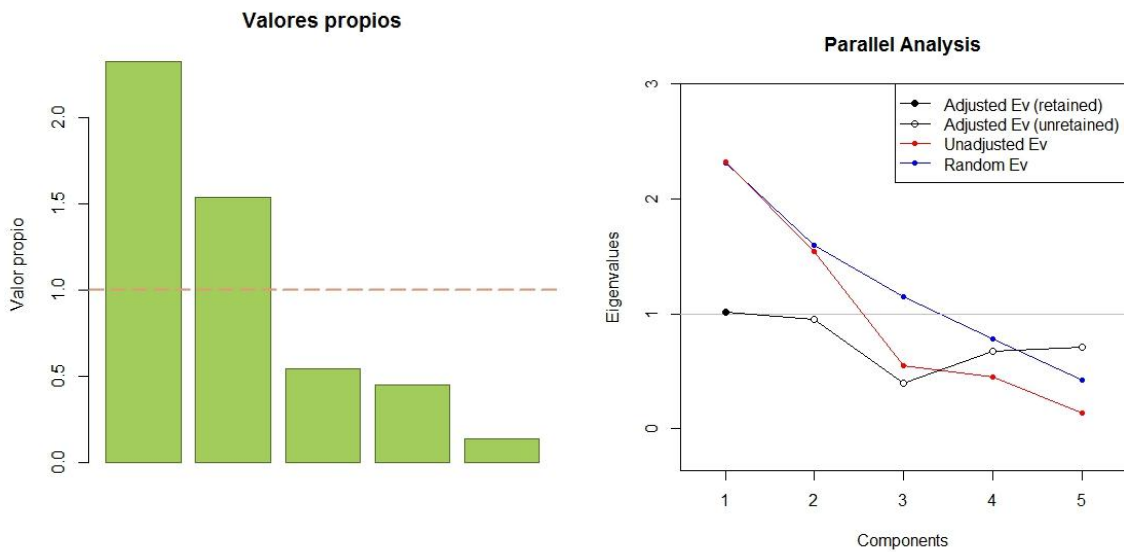 Valores propios
Valor propio
2.0
1.5
1.0
0.5
0.0
Parallel Analysis
Eigenvalues
3
2
1
0
Adjusted Ev (retained)
Adjusted Ev (unretained)
Unadjusted Ev
Random Ev
1 2 3 4 5
Components